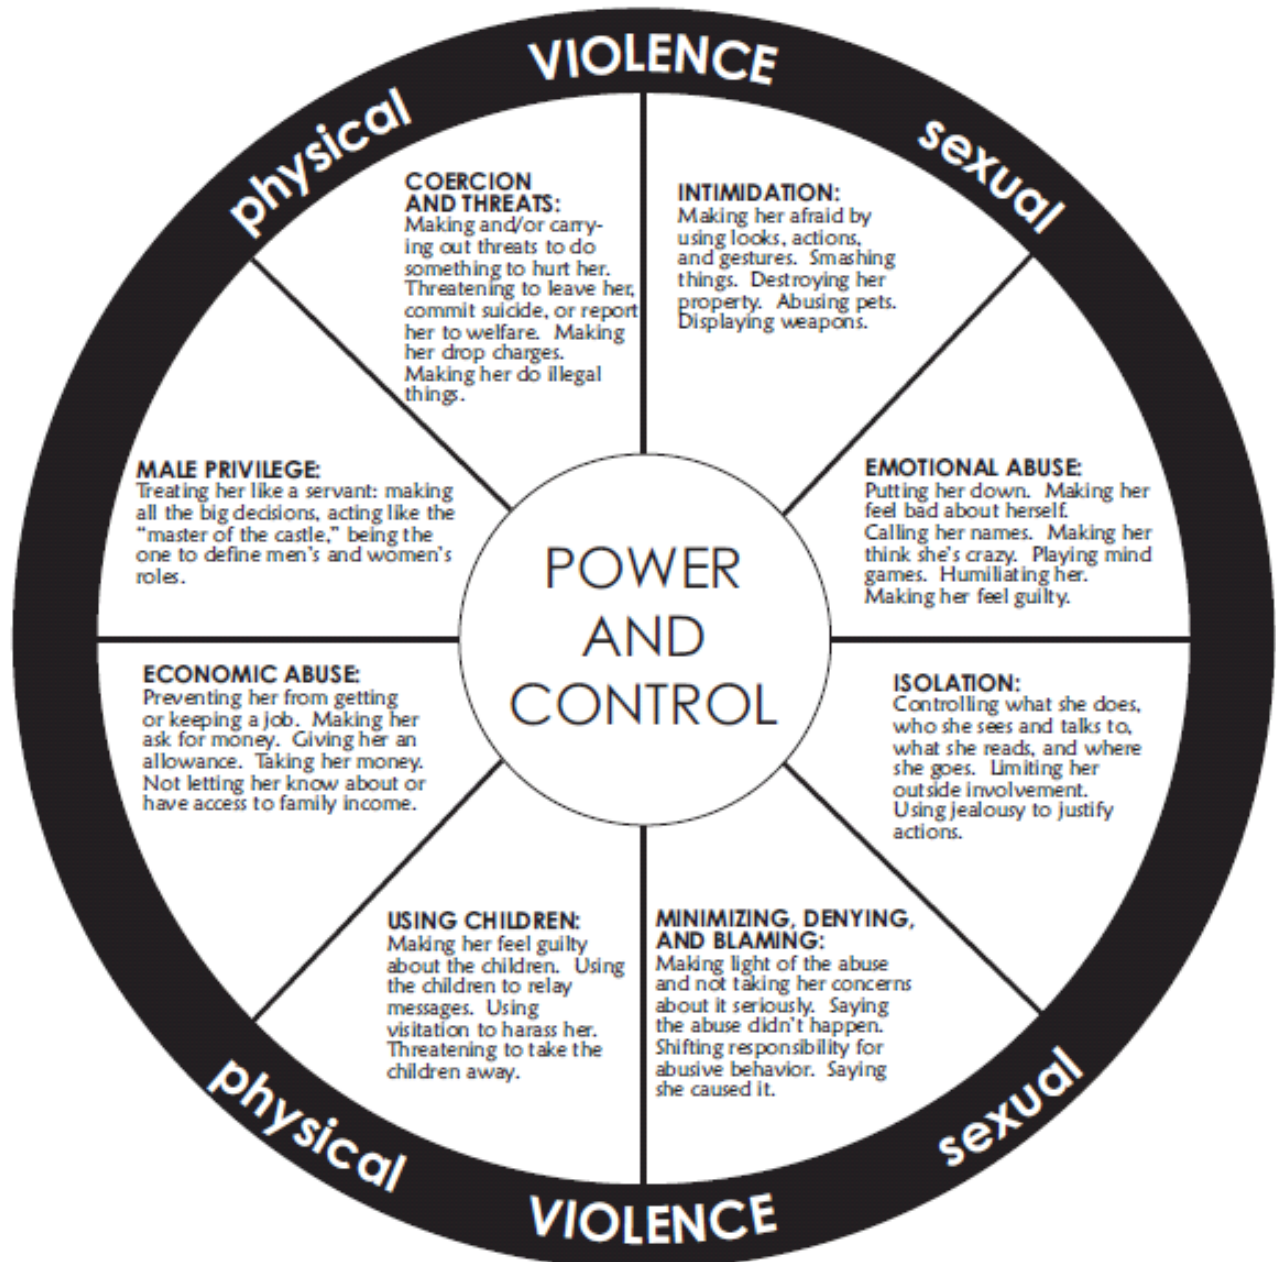 VIOLENCE
physical
sexual
COERCION
AND THREATS:
Making and/or carry-
ing out threats to do
something to hurt her.
Threatening to leave her,
commit suicide, or report
her to welfare.  Making
her drop charges.
Making her do illegal
things.
INTIMIDATION:
Making her afraid by
using looks, actions,
and gestures.  Smashing
things.  Destroying her
property.  Abusing pets.
Displaying weapons.
MALE PRIVILEGE:
Treating her like a servant: making
all the big decisions, acting like the
“master of the castle,” being the
one to define men’s and women’s
roles.
EMOTIONAL ABUSE:
Putting her down.  Making her
feel bad about herself.
Calling her names.  Making her
think she’s crazy.  Playing mind
games.  Humiliating her.
Making her feel guilty.
POWER
AND
CONTROL
ECONOMIC ABUSE:
Preventing her from getting
or keeping a job.  Making her
ask for money.  Giving her an
allowance.  Taking her money.
Not letting her know about or
have access to family income.
ISOLATION:
Controlling what she does,
who she sees and talks to,
what she reads, and where
she goes.  Limiting her
outside involvement.
Using jealousy to justify
actions.
USING CHILDREN:
Making her feel guilty
about the children.  Using
the children to relay
messages.  Using
visitation to harass her.
Threatening to take the
children away.
MINIMIZING, DENYING,
AND BLAMING:
Making light of the abuse
and not taking her concerns
about it seriously.  Saying
the abuse didn’t happen.
Shifting responsibility for
abusive behavior.  Saying
she caused it.
physical
sexual
VIOLENCE